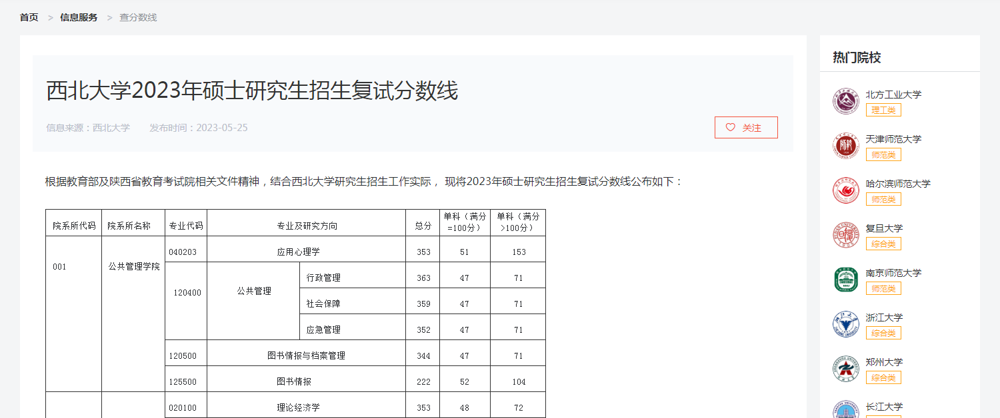 首页 > 信息服务 > 查分数线
西北大学2023年硕士研究生招生复试分数线
信息来源：西北大学 发布时间：2023-05-25
关注
根据教育部及陕西省教育考试院相关文件精神，结合西北大学研究生招生工作实际， 现将2023年硕士研究生招生复试分数线公布如下：
院系所代码 院系所名称 专业代码 专业及研究方向 总分 单科（满分=100分） 单科（满分>100分）
001 公共管理学院 040203 应用心理学 353 51 153
120400 公共管理 行政管理 363 47 71
社会保障 359 47 71
应急管理 352 47 71
120500 图书情报与档案管理 344 47 71
125500 图书情报 222 52 104
020100 理论经济学 353 48 72
热门院校
北方工业大学
理工类
天津师范大学
师范类
哈尔滨师范大学
师范类
复旦大学
综合类
南京师范大学
师范类
浙江大学
综合类
郑州大学
综合类
长江大学